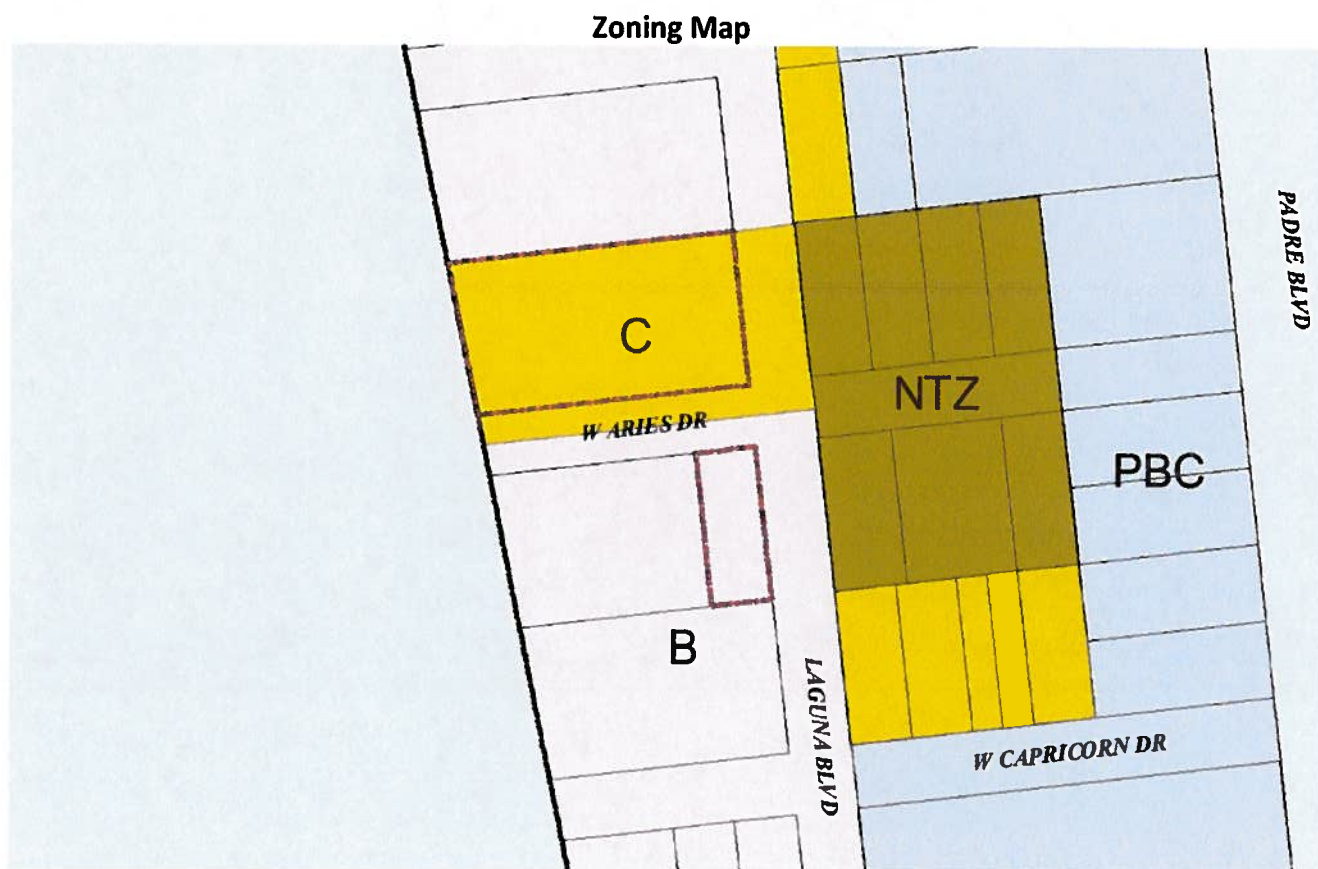 Zoning Map
PADRE BLVD
C
NTZ
W ARIES DR
PBC
B
LAGUNA BLVD
W CAPRICORN DR